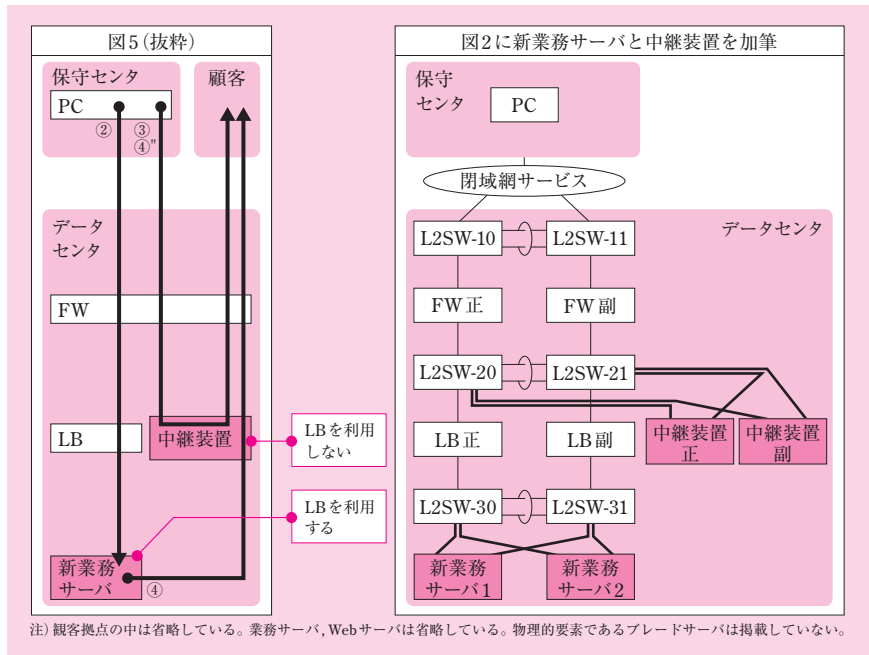 図5(抜粋)
保守センタ
顧客
PC
②
③
④"
データ
センタ
FW
LB
中継装置
LBを利用
しない
LBを利用
する
新業務
サーバ
④
図2に新業務サーバと中継装置を加筆
保守
センタ
PC
閉域網サービス
L2SW-10
L2SW-11
データセンタ
FW正
FW副
L2SW-20
L2SW-21
LB正
LB副
中継装置
正
中継装置
副
L2SW-30
L2SW-31
新業務
サーバ1
新業務
サーバ2
注)観客拠点の中は省略している。業務サーバ,Webサーバは省略している。物理的要素であるブレードサーバは掲載していない。